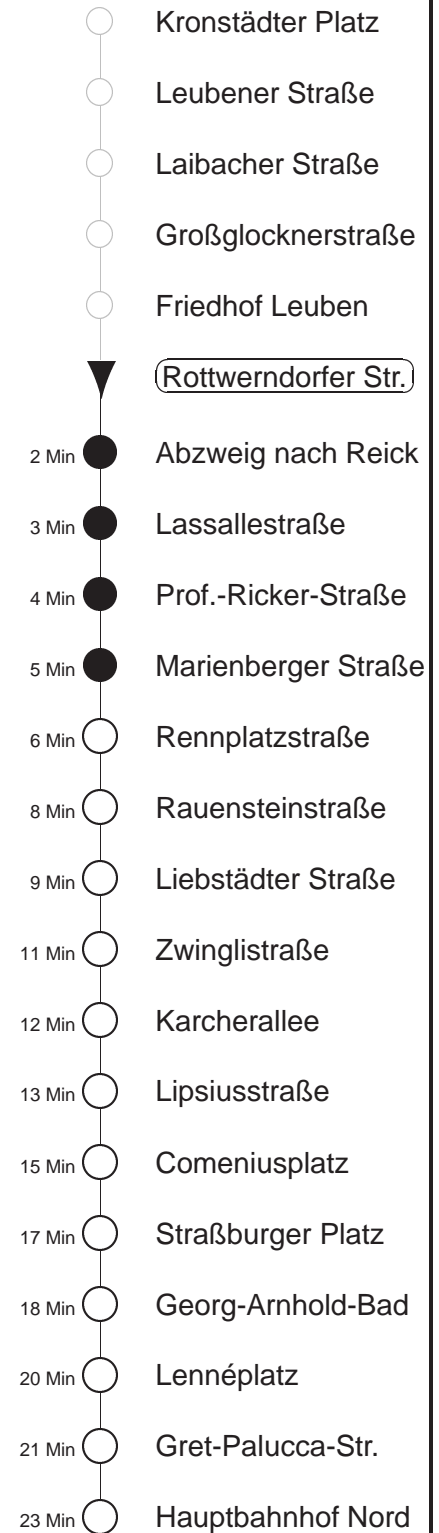 Kronstädter Platz
Leubener Straße
Laibacher Straße
Großglocknerstraße
Friedhof Leuben
Rottwerndorfer Str.
2 Min Abzweig nach Reick
3 Min Lassallestraße
4 Min Prof.-Ricker-Straße
5 Min Marienberger Straße
6 Min Rennplatzstraße
8 Min Rauensteinstraße
9 Min Liebstädter Straße
11 Min Zwinglistraße
12 Min Karcherallee
13 Min Lipsiusstraße
15 Min Comeniusplatz
17 Min Straßburger Platz
18 Min Georg-Arnhold-Bad
20 Min Lennéplatz
21 Min Gret-Palucca-Str.
23 Min Hauptbahnhof Nord